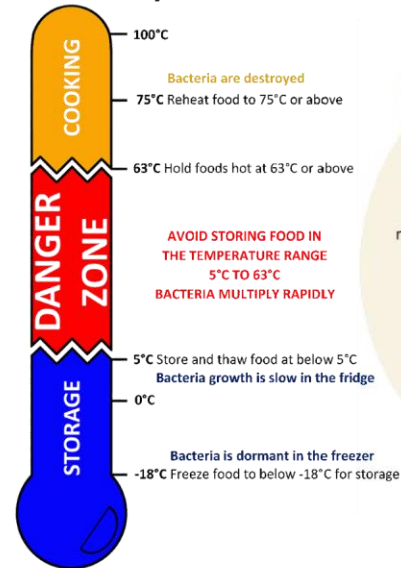 100°C
COOKING
Bacteria are destroyed
75°C Reheat food to 75°C or above
63°C Hold foods hot at 63°C or above
DANGER
ZONE
AVOID STORING FOOD IN
THE TEMPERATURE RANGE
5°C TO 63°C
BACTERIA MULTIPLY RAPIDLY
5°C Store and thaw food at below 5°C
Bacteria growth is slow in the fridge
0°C
STORAGE
Bacteria is dormant in the freezer
-18°C Freeze food to below -18°C for storage